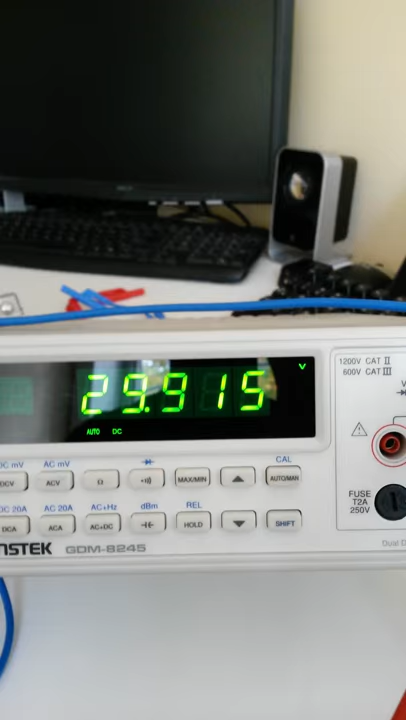 1200V CAT II
600V CAT III
V
29.915
AUTO DC
DC mV AC mV CAL
DCV ACV Ω MAX/MIN AUTO/MAN
DC 20A AC 20A AC+Hz dBm REL
DCA ACA AC+DC HOLD SHIFT
FUSE
T2A
250V
NSTEK GDM-8245
Dual D